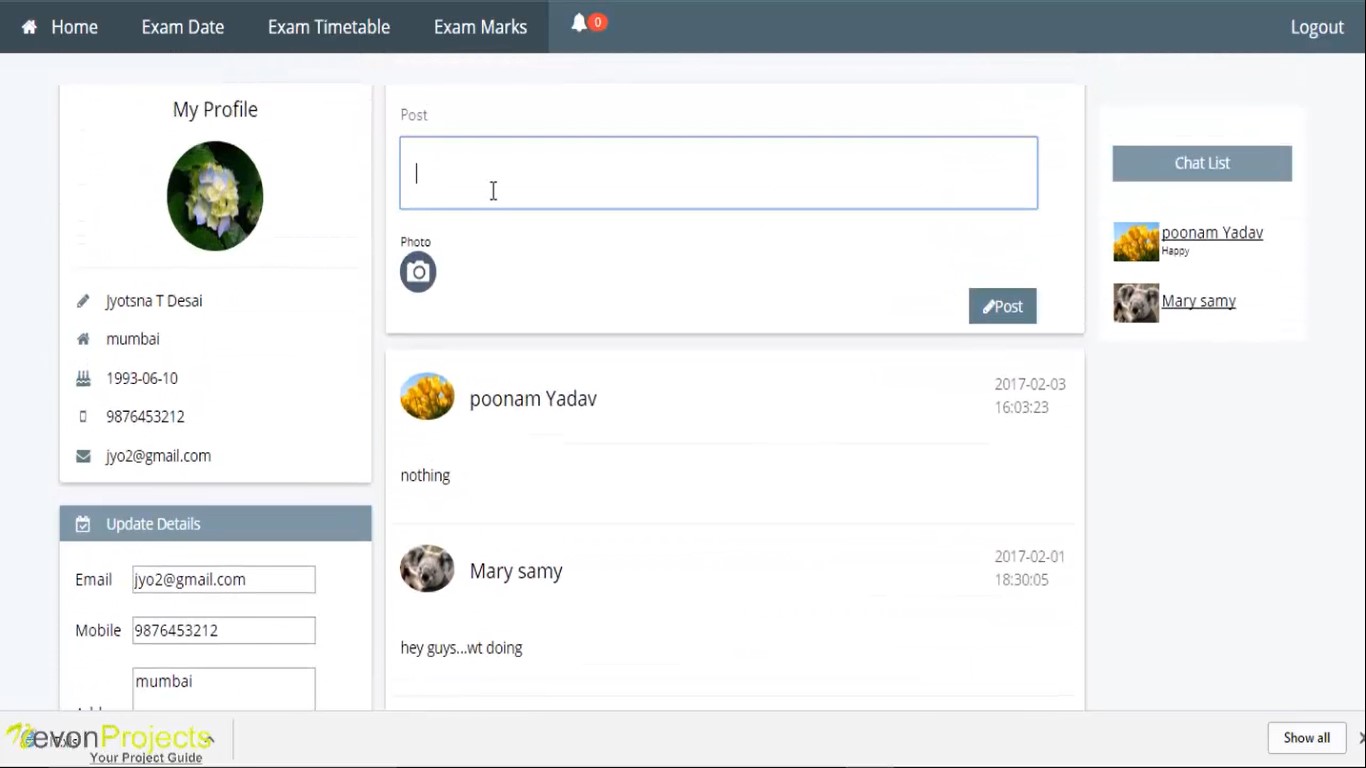 Home Exam Date Exam Timetable Exam Marks 0 Logout
My Profile
Jyotsna T Desai
mumbai
1993-06-10
9876453212
jyo2@gmail.com
Update Details
Email jyo2@gmail.com
Mobile 9876453212
mumbai
Post
Photo
Post
poonam Yadav
2017-02-03
16:03:23
nothing
Mary samy
2017-02-01
18:30:05
hey guys...wt doing
Chat List
poonam Yadav
Happy
Mary samy
NevonProjects
Your Project Guide
Show all